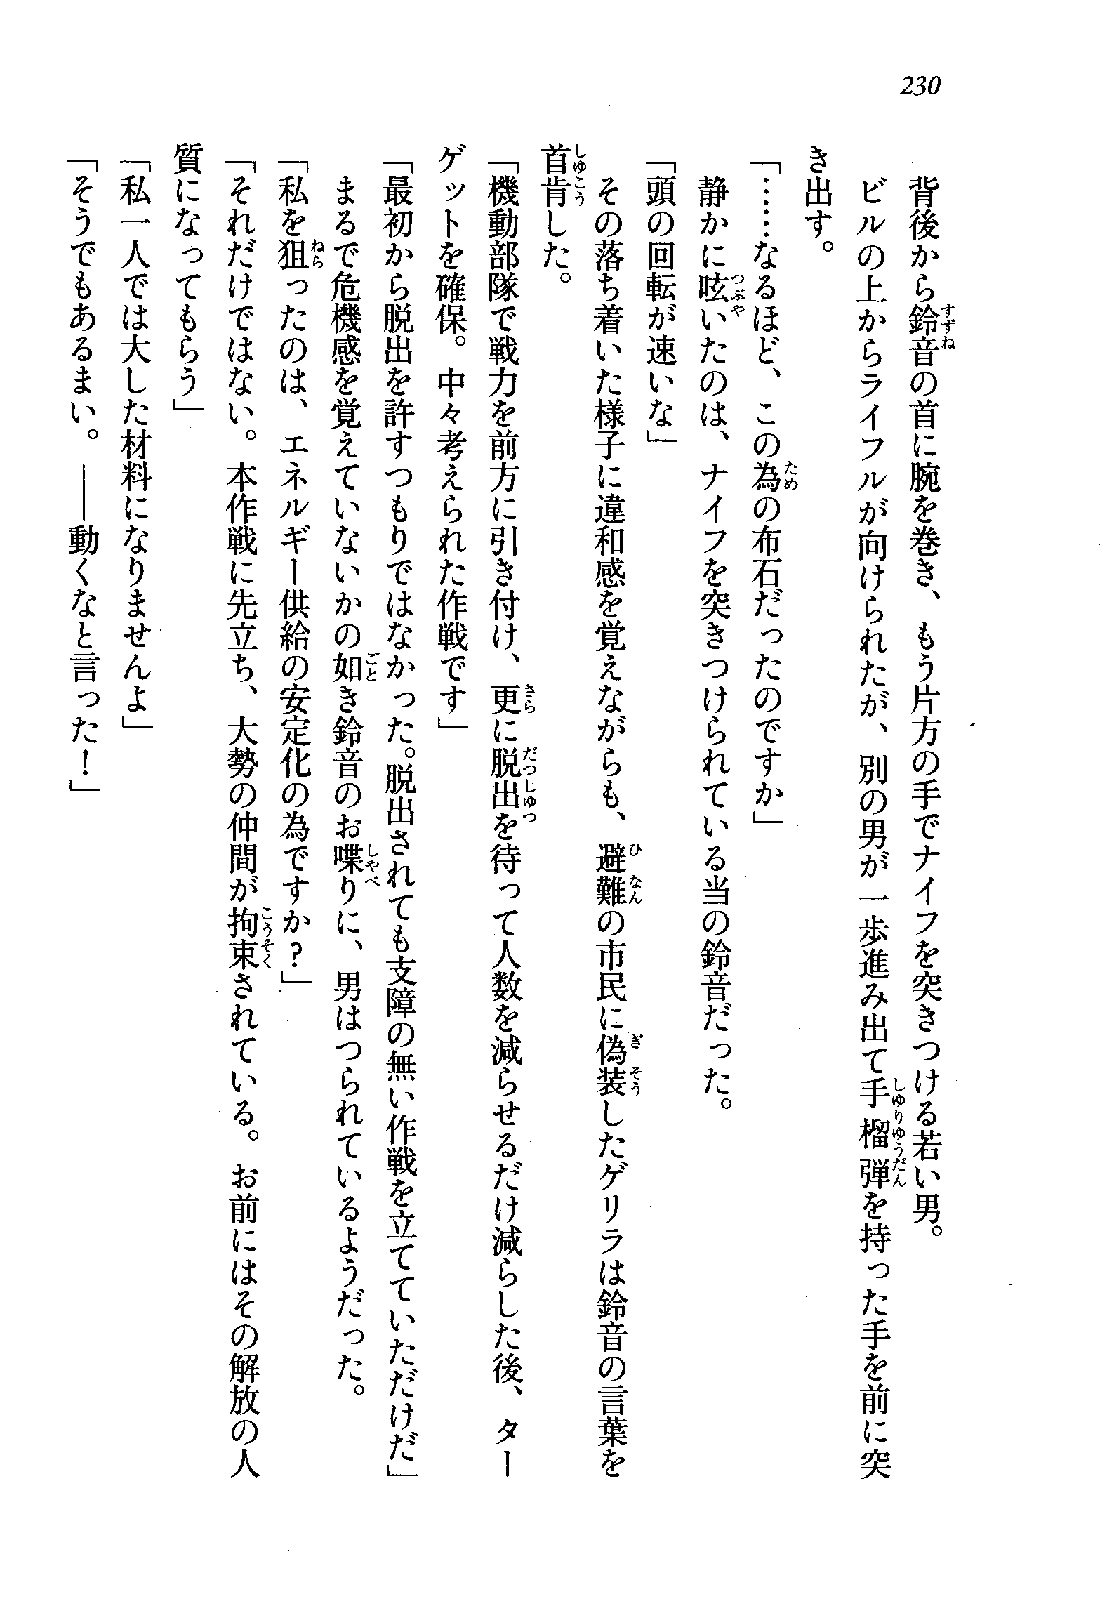 230
背後から鈴音の首に腕を巻き、もう片方の手でナイフを突きつける若い男。
ビルの上からライフルが向けられたが、別の男が一歩進み出て手榴弾を持った手を前に突
き出す。
「……なるほど、この為の布石だったのですか」
静かに呟いたのは、ナイフを突きつけられている当の鈴音だった。
「頭の回転が速いな」
その落ち着いた様子に違和感を覚えながらも、避難の市民に偽装したゲリラは鈴音の言葉を
首肯した。
「機動部隊で戦力を前方に引き付け、更に脱出を待って人数を減らせるだけ減らした後、ター
ゲットを確保。中々考えられた作戦です」
「最初から脱出を許すつもりではなかった。脱出されても支障の無い作戦を立てていただけだ」
まるで危機感を覚えていないかの如き鈴音のお喋りに、男はつられているようだった。
「私を狙ったのは、エネルギー供給の安定化の為ですか?」
「それだけではない。本作戦に先立ち、大勢の仲間が拘束されている。お前にはその解放の人
質になってもらう」
「私一人では大した材料になりませんよ」
「そうでもあるまい。――動くなと言った!」